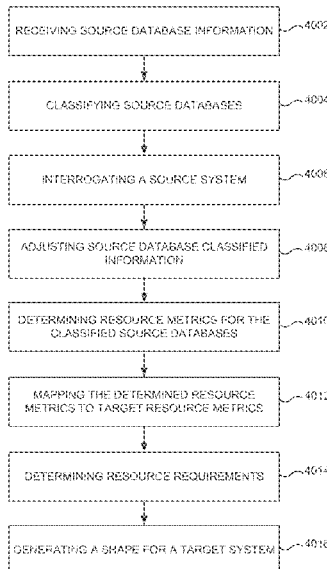 RECEIVING SOURCE DATABASE INFORMATION
4002
CLASSIFYING SOURCE DATABASES
4004
INTERROGATING A SOURCE SYSTEM
4006
ADJUSTING SOURCE DATABASE CLASSIFIED
INFORMATION
4008
DETERMINING RESOURCE METRICS FOR THE
CLASSIFIED SOURCE DATABASES
4010
MAPPING THE DETERMINED RESOURCE
METRICS TO TARGET RESOURCE METRICS
4012
DETERMINING RESOURCE REQUIREMENTS
4014
GENERATING A SHAPE FOR A TARGET SYSTEM
4016